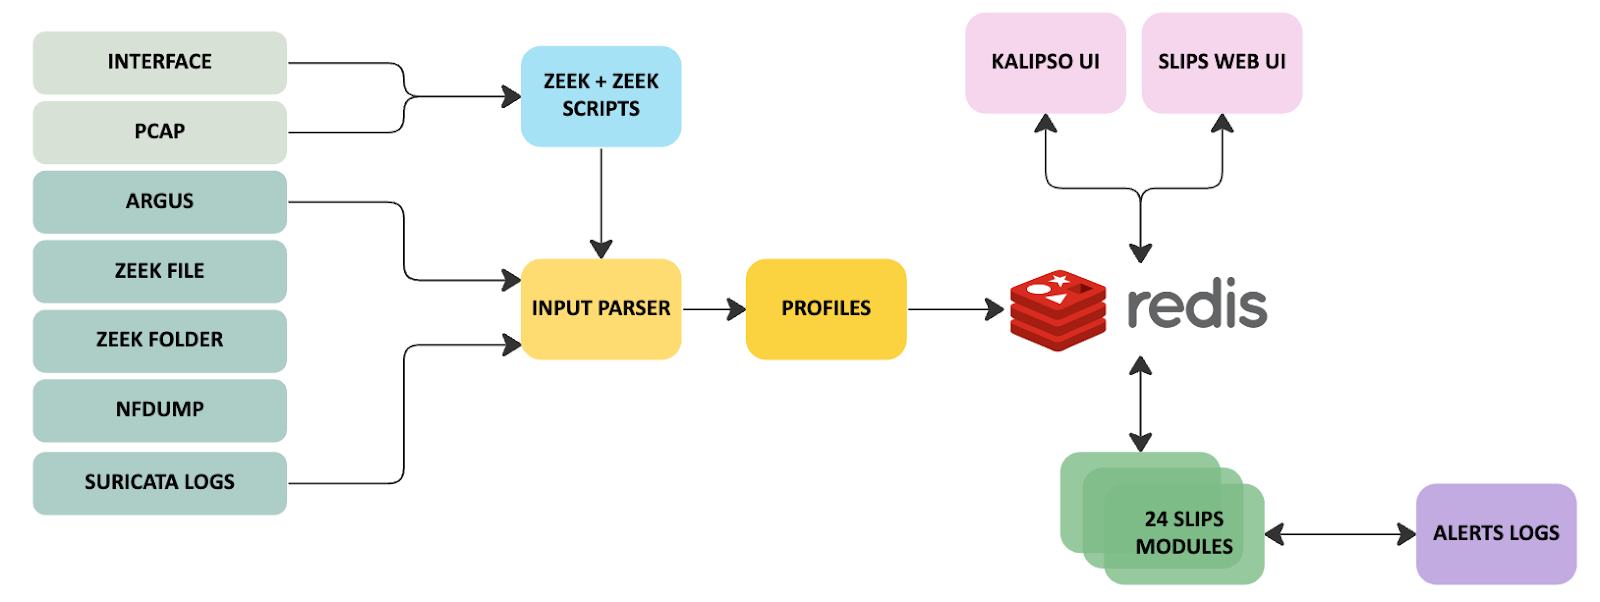 INTERFACE
PCAP
ARGUS
ZEEK FILE
ZEEK FOLDER
NFDUMP
SURICATA LOGS
ZEEK + ZEEK
SCRIPTS
INPUT PARSER
PROFILES
KALIPSO UI
SLIPS WEB UI
redis
24 SLIPS
MODULES
ALERTS LOGS